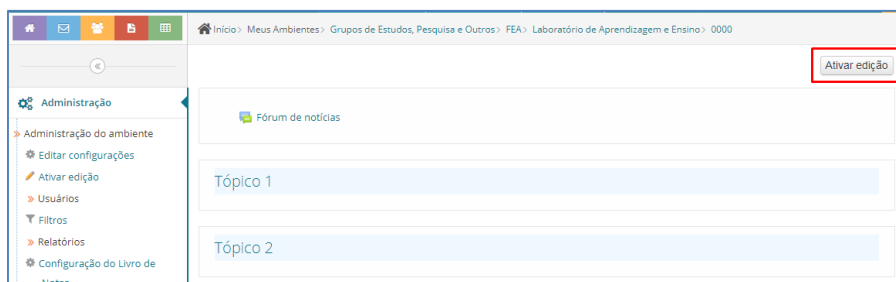 Início > Meus Ambientes > Grupos de Estudos, Pesquisa e Outros > FEA > Laboratório de Aprendizagem e Ensino > 0000
Ativar edição
Administração
Administração do ambiente
Editar configurações
Ativar edição
Usuários
Filtros
Relatórios
Configuração do Livro de
Notas
Fórum de notícias
Tópico 1
Tópico 2